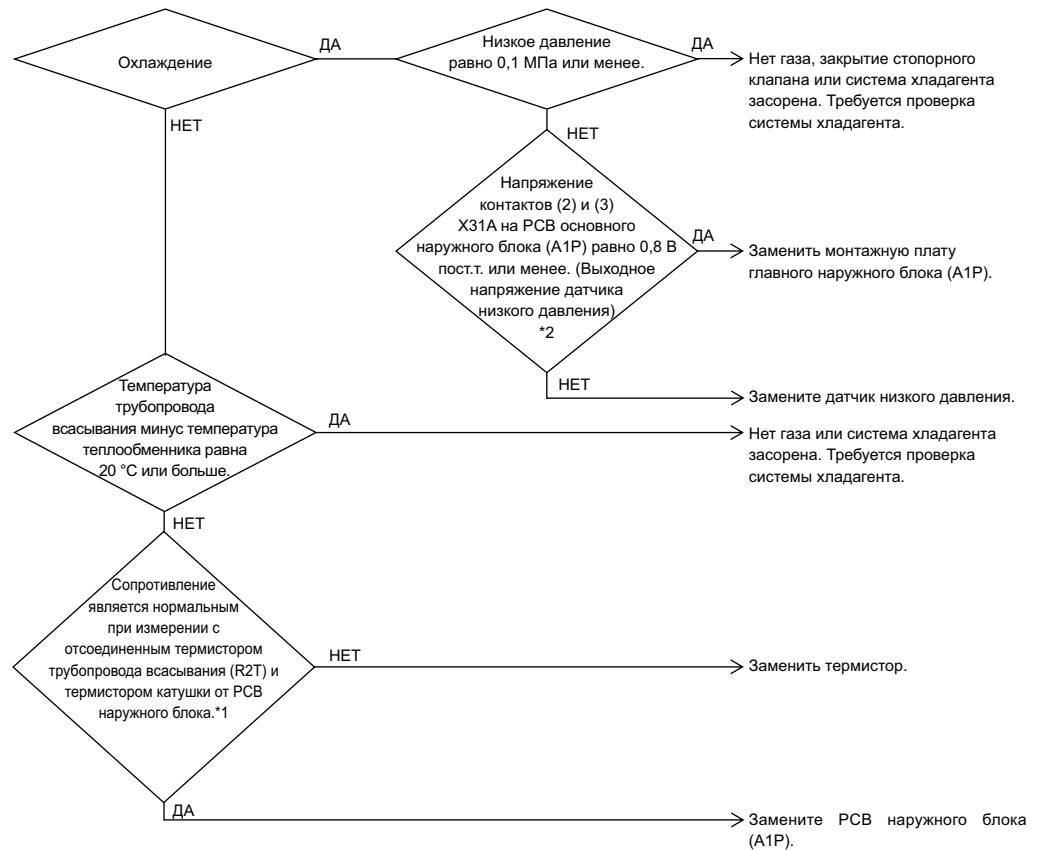 Охлаждение
ДА
Низкое давление
равно 0,1 МПа или менее.
ДА
Нет газа, закрытие стопорного
клапана или система хладагента
засорена. Требуется проверка
системы хладагента.
НЕТ
НЕТ
Напряжение
контактов (2) и (3)
X31A на PCB основного
наружного блока (A1P) равно 0,8 В
пост.т. или менее. (Выходное
напряжение датчика
низкого давления)
*2
ДА
Заменить монтажную плату
главного наружного блока (A1P).
НЕТ
Замените датчик низкого давления.
Температура
трубопровода
всасывания минус температура
теплообменника равна
20 °C или больше.
ДА
Нет газа или система хладагента
засорена. Требуется проверка
системы хладагента.
НЕТ
Сопротивление
является нормальным
при измерении с
отсоединенным термистором
трубопровода всасывания (R2T) и
термистором катушки от PCB
наружного блока.*1
НЕТ
Заменить термистор.
ДА
Замените PCB наружного блока
(A1P).